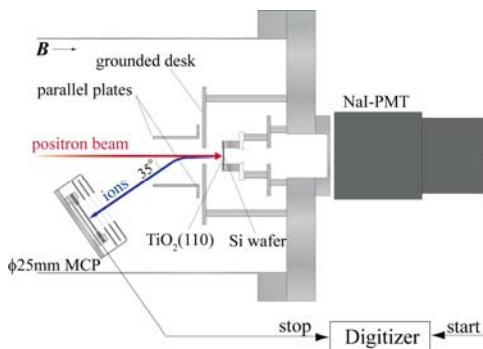 B
grounded desk
parallel plates
NaI-PMT
positron beam
35°
ions
TiO₂(110)
Si wafer
ϕ25mm MCP
stop
start
Digitizer